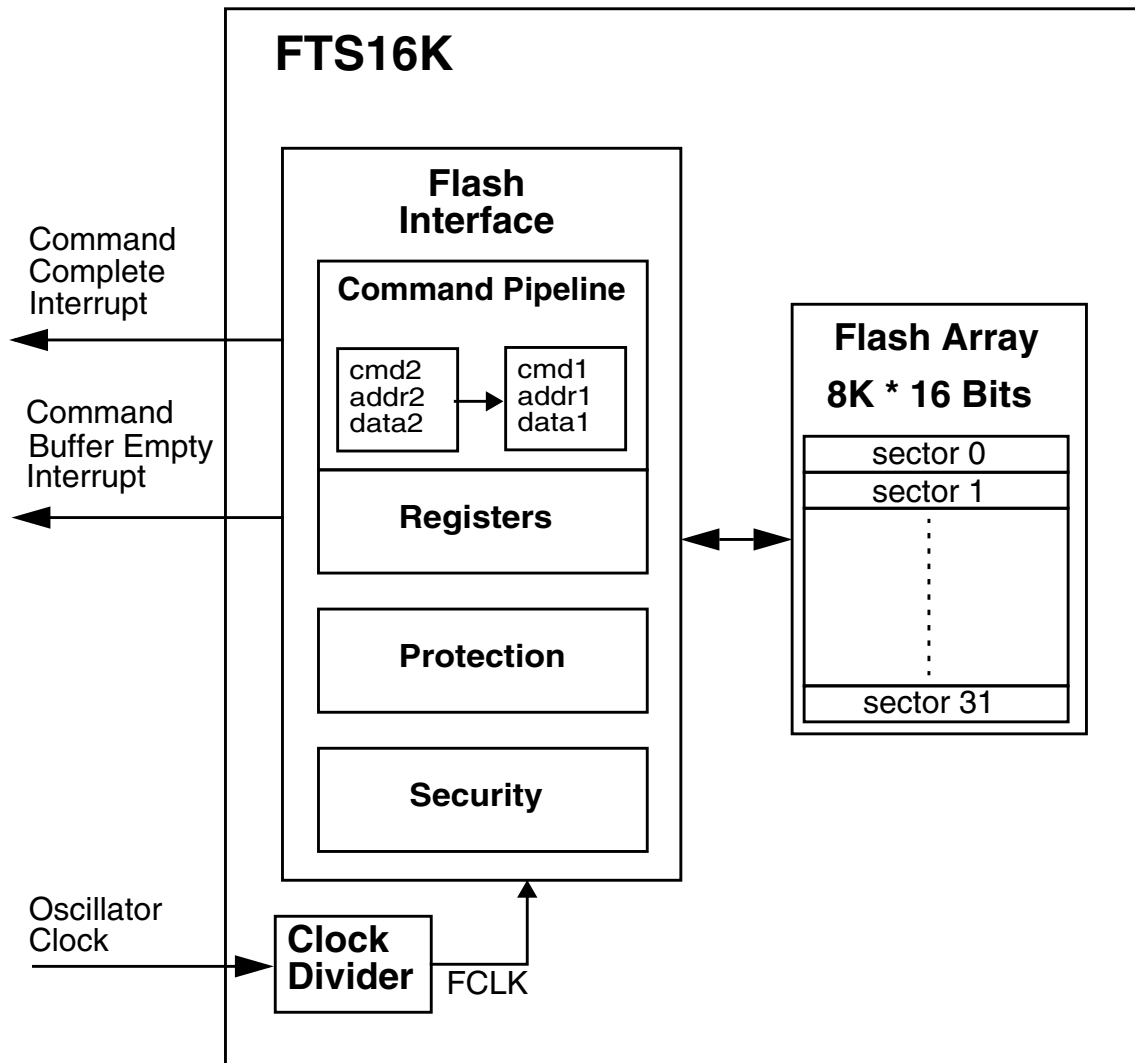 FTS16K
Flash
Interface
Command
Complete
Interrupt
Command Pipeline
cmd2
addr2
data2
cmd1
addr1
data1
Command
Buffer Empty
Interrupt
Registers
Protection
Security
Flash Array
8K * 16 Bits
sector 0
sector 1
sector 31
Oscillator
Clock
Clock
Divider
FCLK